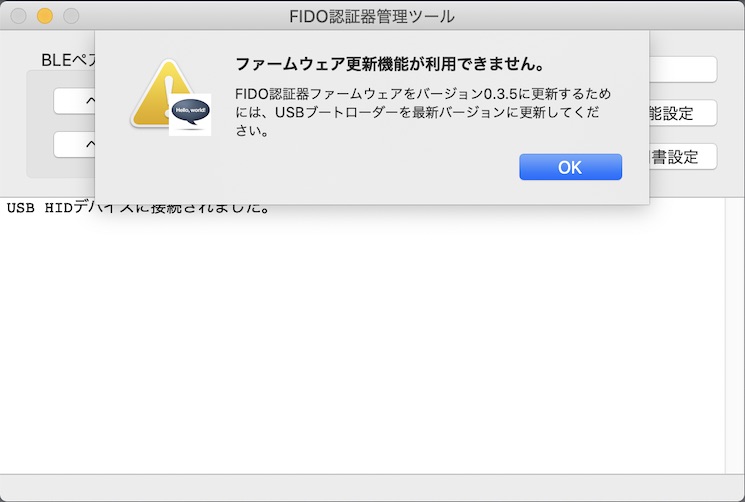 FIDO認証器管理ツール
ファームウェア更新機能が利用できません。
FIDO認証器ファームウェアをバージョン0.3.5に更新するため
には、USBブートローダーを最新バージョンに更新してくだ
さい。
Hello, world!
OK
BLEペア
ペ
ペ
能設定
書設定
USB HIDデバイスに接続されました。